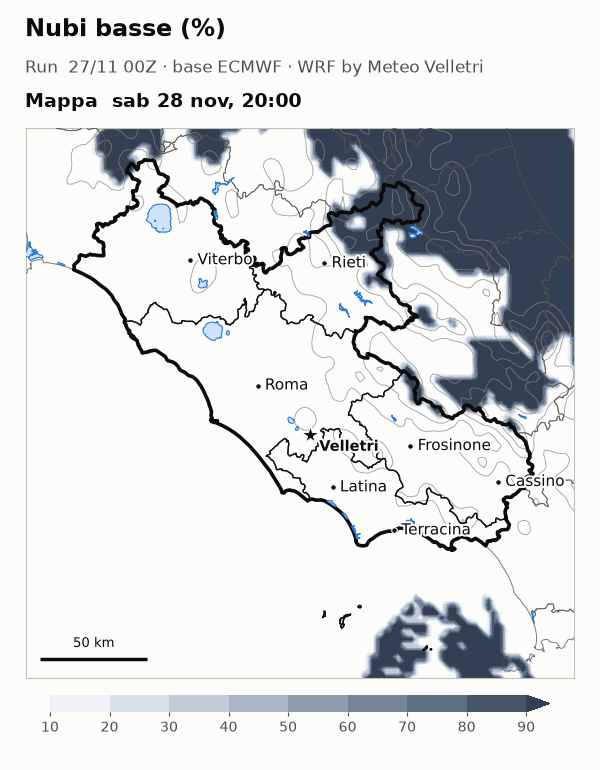 Nubi basse (%)
Run  27/11 00Z · base ECMWF · WRF by Meteo Velletri
Mappa  sab 28 nov, 20:00
Viterbo
Rieti
Roma
Velletri
Frosinone
Latina
Cassino
Terracina
50 km
10 20 30 40 50 60 70 80 90